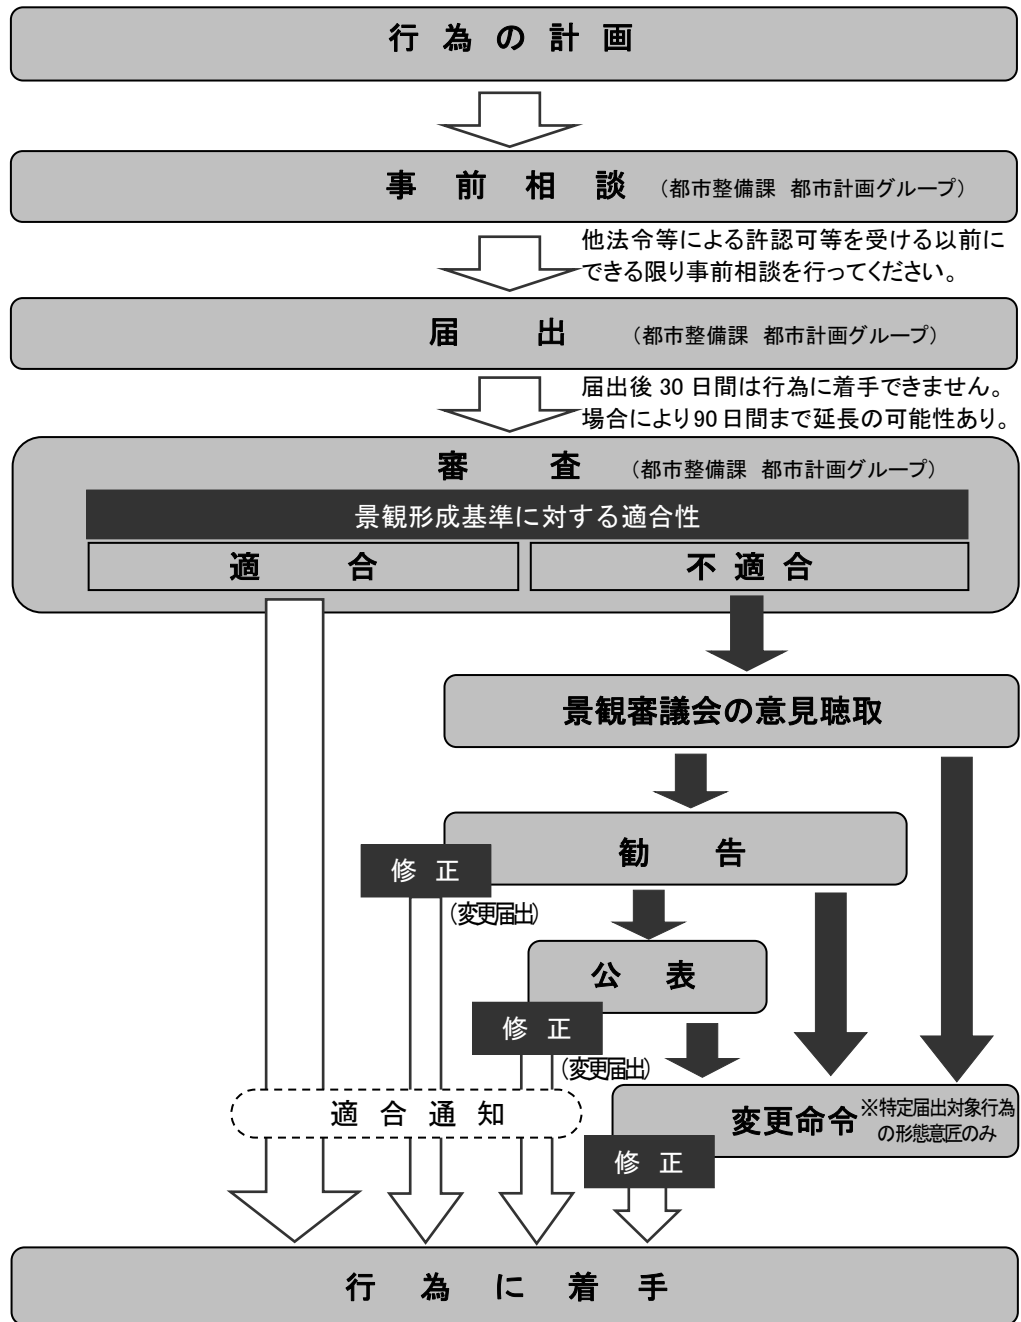 行為の計画
事前相談 (都市整備課 都市計画グループ)
他法令等による許認可等を受ける以前に
できる限り事前相談を行ってください。
届出 (都市整備課 都市計画グループ)
届出後 30 日間は行為に着手できません。
場合により90日間まで延長の可能性あり。
審査 (都市整備課 都市計画グループ)
景観形成基準に対する適合性
適合
不適合
景観審議会の意見聴取
勧告
修正
(変更届出)
公表
修正
(変更届出)
適合通知
変更命令 ※特定届出対象行為
の形態意匠のみ
修正
行為に着手